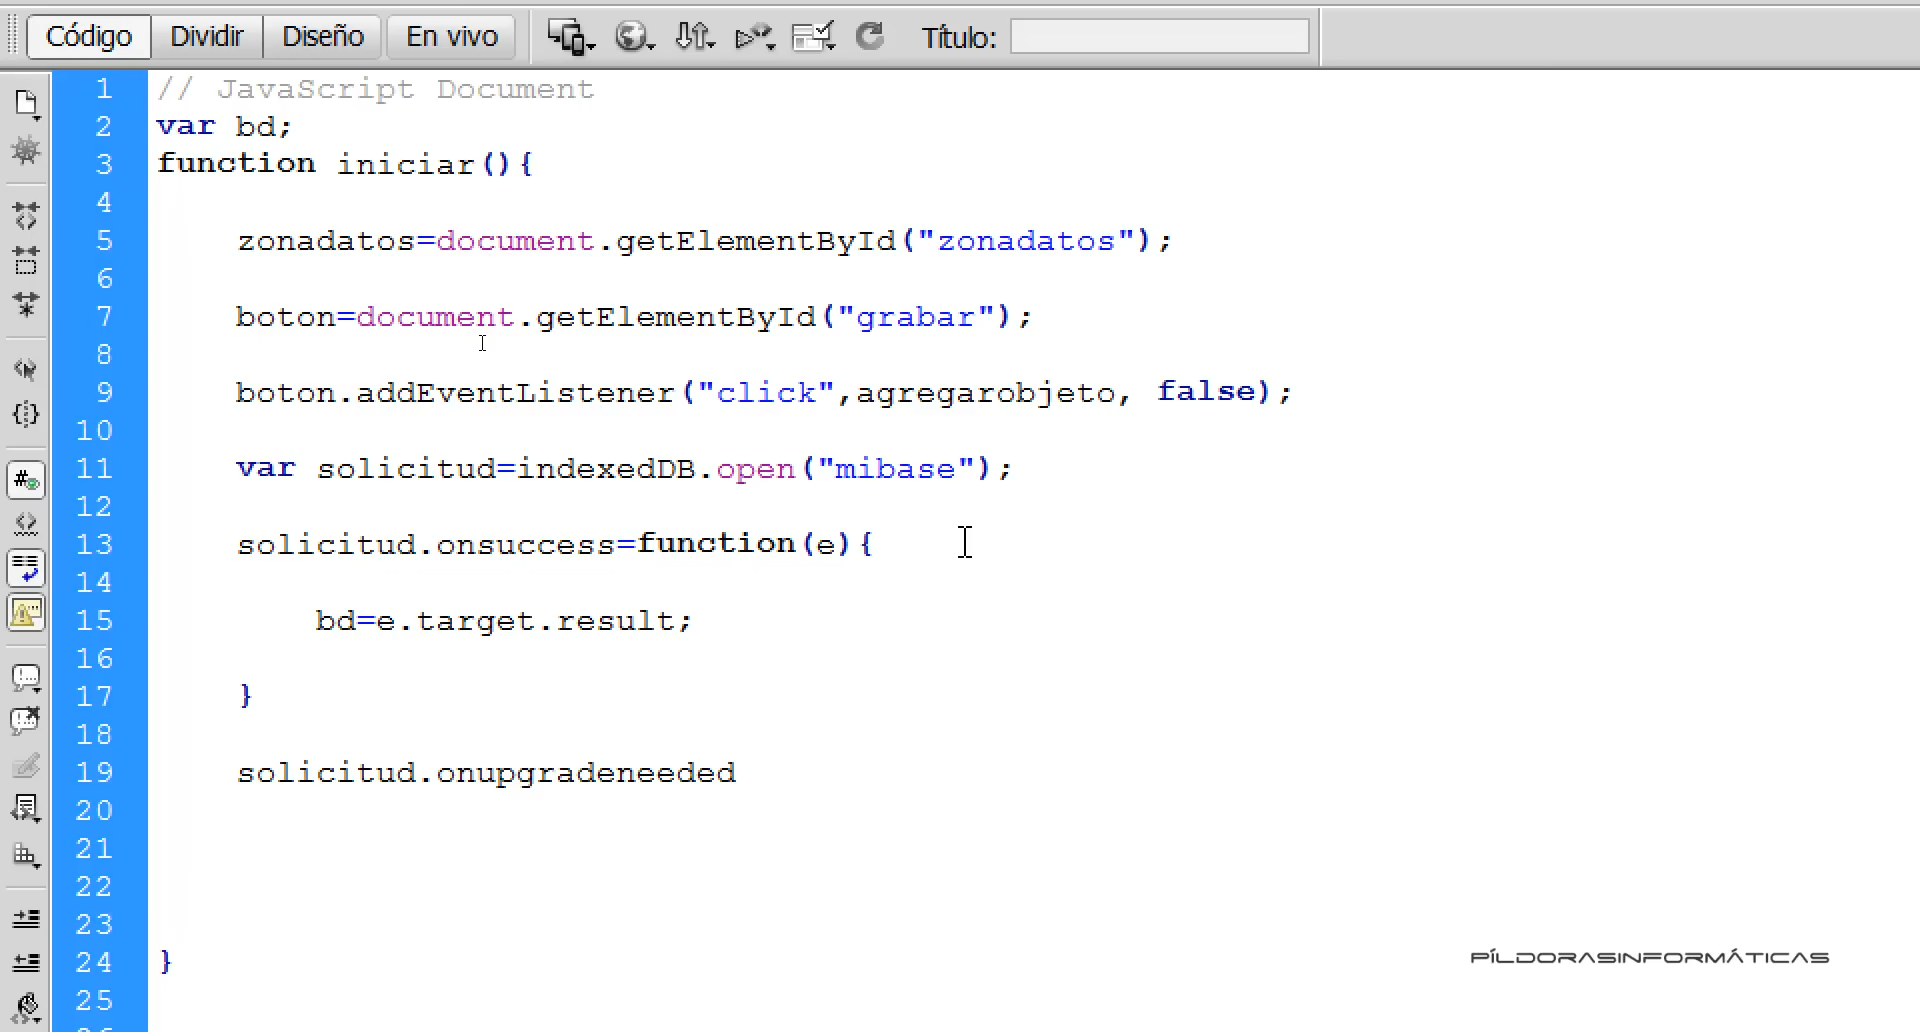 Código Dividir Diseño En vivo Título:
1 // JavaScript Document
2 var bd;
3 function iniciar(){
4
5 zonadatos=document.getElementById("zonadatos");
6
7 boton=document.getElementById("grabar");
8
9 boton.addEventListener("click",agregarobjeto, false);
10
11 var solicitud=indexedDB.open("mibase");
12
13 solicitud.onsuccess=function(e){
14
15 bd=e.target.result;
16
17 }
18
19 solicitud.onupgradeneeded
20
21
22
23
24 }
PÍLDORASINFORMÁTICAS
25